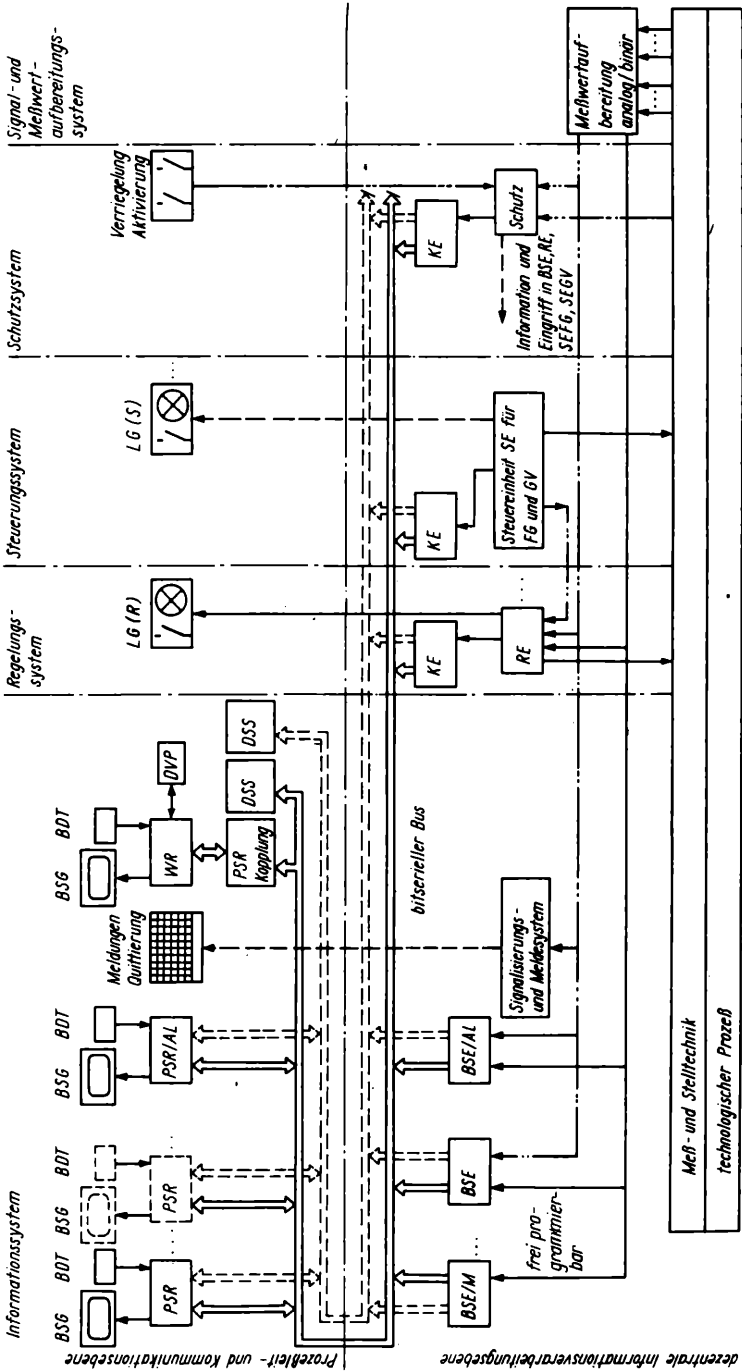 Informationssystem
Regelungs-
system
Steuerungssystem
Schutzsystem
Signal- und
Meßwert-
aufbereitungs-
system
BSG
BDT
BSG
BDT
BSG
BDT
Meldungen
Quittierung
BSG
BDT
LG (R)
LG (S)
Verriegelung
Aktivierung
PSR
PSR
PSR/AL
WR
DVP
PSR
Kopplung
DSS
DSS
Prozeßleit- und Kommunikationsebene
bitserieller Bus
BSE/M
BSE
BSE/AL
Signalisierungs-
und Meldesystem
KE
KE
KE
RE
Steuereinheit SE für
FG und GV
Schutz
Information und
Eingriff in BSE, RE,
SEFG, SEGV
Meßwertauf-
bereitung
analog/binär
frei pro-
grammier-
bar
dezentrale Informationsverarbeitungsebene
Meß- und Stelltechnik
technologischer Prozeß